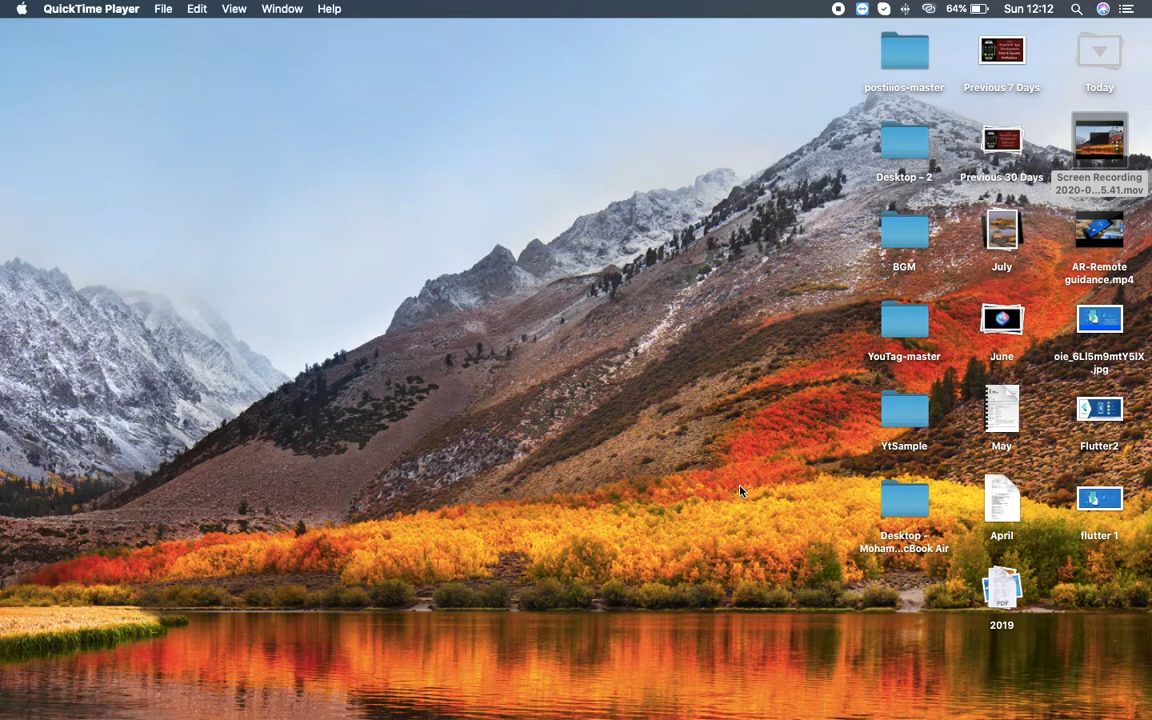 QuickTime Player File Edit View Window Help 64% Sun 12:12
postiiios-master
Previous 7 Days
Today
Desktop – 2
Previous 30 Days
Screen Recording
2020-0...5.41.mov
BGM
July
AR-Remote
guidance.mp4
YouTag-master
June
oie_6LI5m9mtY5IX
.jpg
YtSample
May
Flutter2
Desktop -
Moham...cBook Air
April
flutter 1
PDF
2019